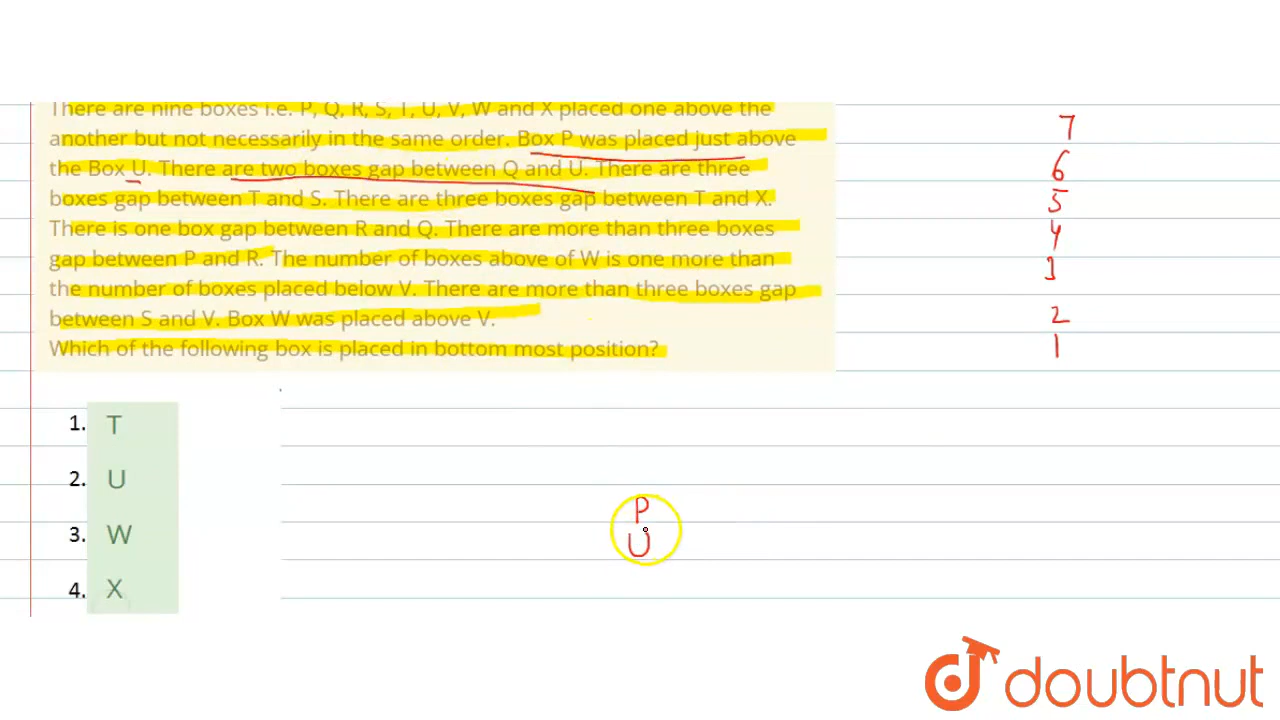 There are nine boxes i.e. P, Q, R, S, T, U, V, W and X placed one above the
another but not necessarily in the same order. Box P was placed just above
the Box U. There are two boxes gap between Q and U. There are three
boxes gap between T and S. There are three boxes gap between T and X.
There is one box gap between R and Q. There are more than three boxes
gap between P and R. The number of boxes above of W is one more than
the number of boxes placed below V. There are more than three boxes gap
between S and V. Box W was placed above V.
Which of the following box is placed in bottom most position?
7
6
5
4
3
2
1
1. T
2. U
3. W
4. X
P
U
doubtnut